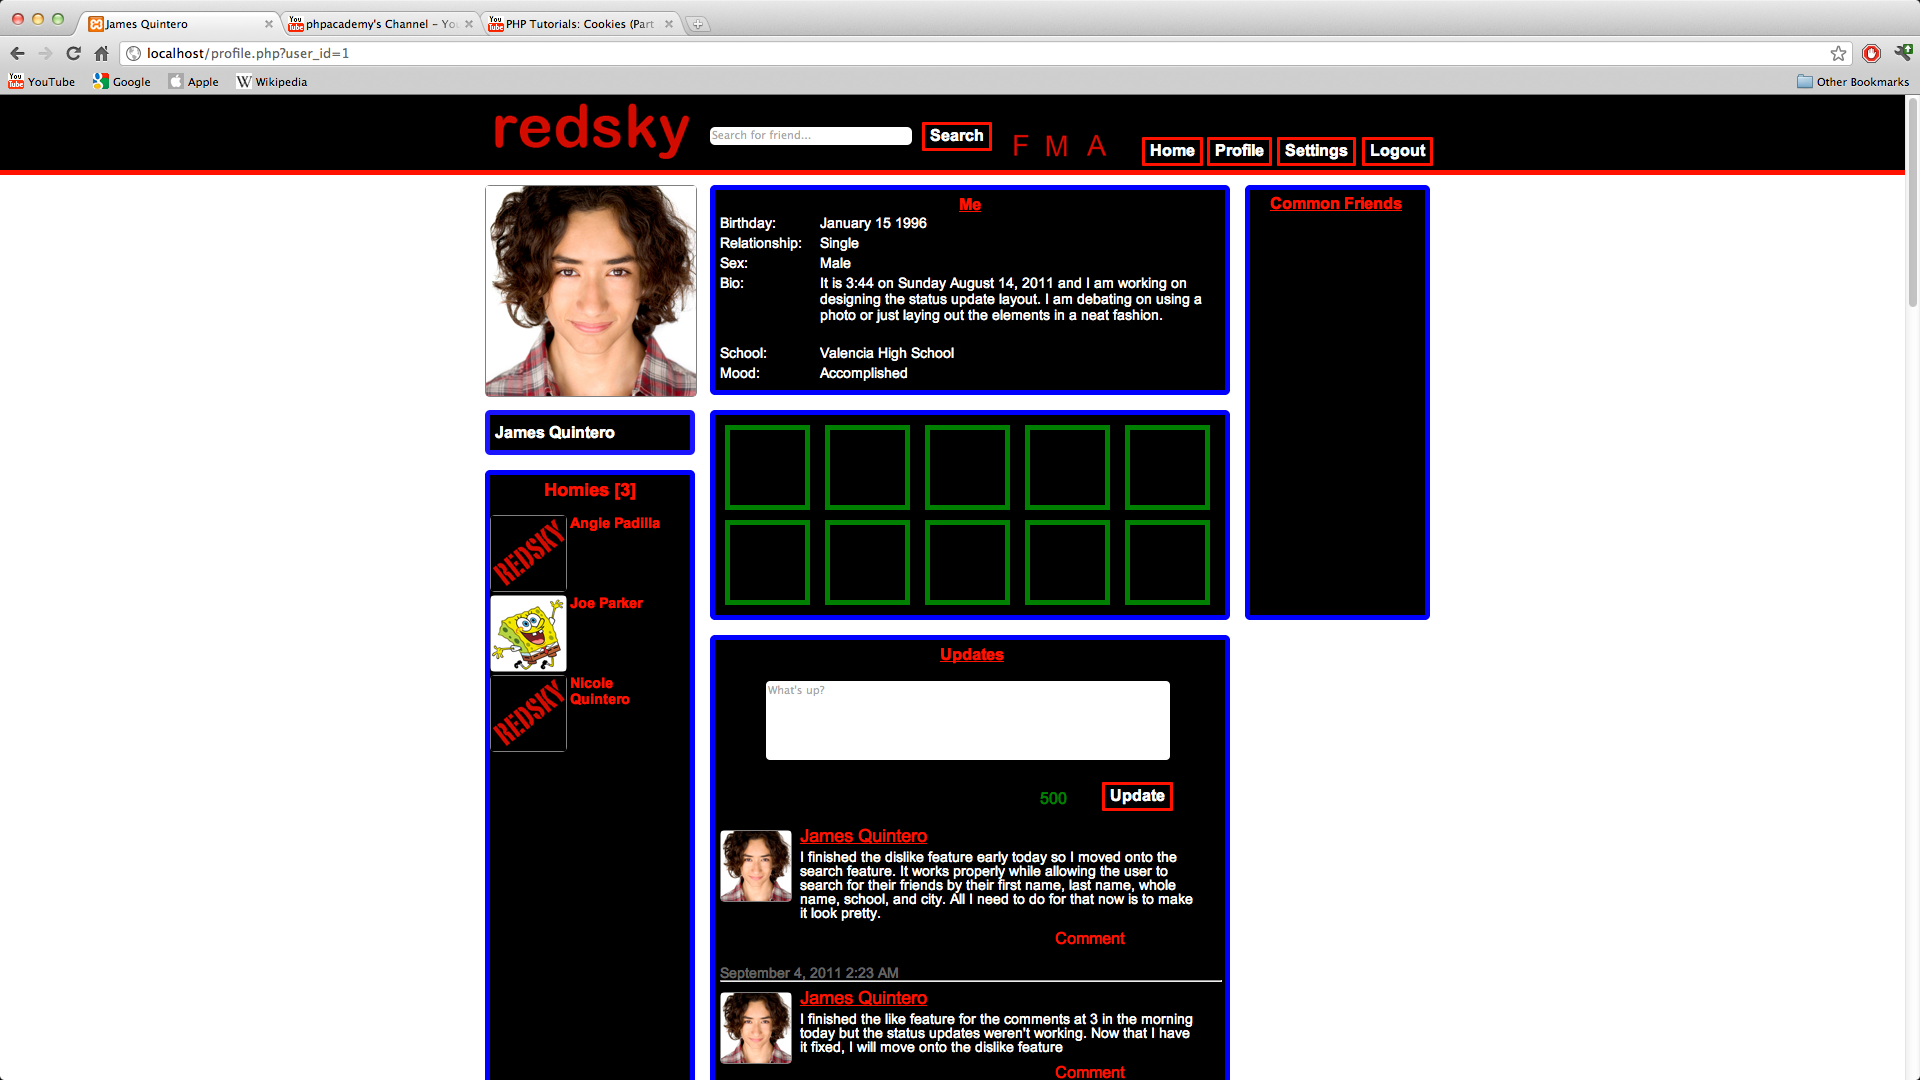 James Quintero
You Tube phpacademy's Channel – Yo
You Tube PHP Tutorials: Cookies (Part
localhost/profile.php?user_id=1
You Tube YouTube
Google
Apple
W Wikipedia
Other Bookmarks
redsky
Search for friend...
Search
F M A
Home
Profile
Settings
Logout
Me
Birthday: January 15 1996
Relationship: Single
Sex: Male
Bio: It is 3:44 on Sunday August 14, 2011 and I am working on
designing the status update layout. I am debating on using a
photo or just laying out the elements in a neat fashion.
School: Valencia High School
Mood: Accomplished
Common Friends
James Quintero
Homies [3]
REDSKY
Angie Padilla
Joe Parker
REDSKY
Nicole
Quintero
Updates
What's up?
500
Update
James Quintero
I finished the dislike feature early today so I moved onto the
search feature. It works properly while allowing the user to
search for their friends by their first name, last name, whole
name, school, and city. All I need to do for that now is to make
it look pretty.
Comment
September 4, 2011 2:23 AM
James Quintero
I finished the like feature for the comments at 3 in the morning
today but the status updates weren't working. Now that I have
it fixed, I will move onto the dislike feature
Comment